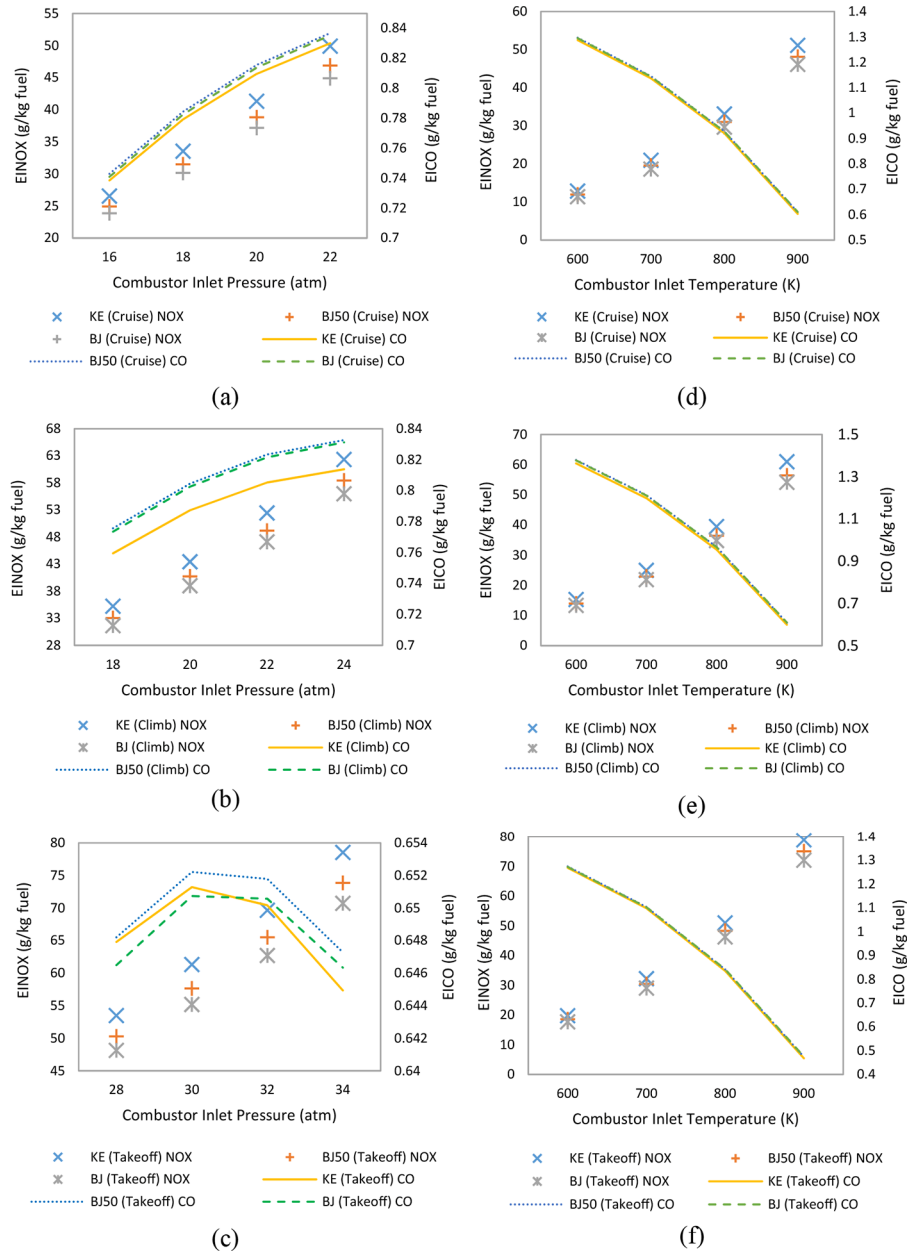 55
50
45
40
35
30
25
20
EINOX (g/kg fuel)
0.84
0.82
0.8
0.78
0.76
0.74
0.72
0.7
EICO (g/kg fuel)
16 18 20 22
Combustor Inlet Pressure (atm)
KE (Cruise) NOX BJ50 (Cruise) NOX
BJ (Cruise) NOX KE (Cruise) CO
BJ50 (Cruise) CO BJ (Cruise) CO
(a)
60
50
40
30
20
10
0
EINOX (g/kg fuel)
1.4
1.3
1.2
1.1
1
0.9
0.8
0.7
0.6
0.5
EICO (g/kg fuel)
600 700 800 900
Combustor Inlet Temperature (K)
KE (Cruise) NOX BJ50 (Cruise) NOX
BJ (Cruise) NOX KE (Cruise) CO
BJ50 (Cruise) CO BJ (Cruise) CO
(d)
68
63
58
53
48
43
38
33
28
EINOX (g/kg fuel)
0.84
0.82
0.8
0.78
0.76
0.74
0.72
0.7
EICO (g/kg fuel)
18 20 22 24
Combustor Inlet Pressure (atm)
KE (Climb) NOX BJ50 (Climb) NOX
BJ (Climb) NOX KE (Climb) CO
BJ50 (Climb) CO BJ (Climb) CO
(b)
70
60
50
40
30
20
10
0
EINOX (g/kg fuel)
1.5
1.3
1.1
0.9
0.7
0.5
EICO (g/kg fuel)
600 700 800 900
Combustor Inlet Temperature (K)
KE (Climb) NOX BJ50 (Climb) NOX
BJ (Climb) NOX KE (Climb) CO
BJ50 (Climb) CO BJ (Climb) CO
(e)
80
75
70
65
60
55
50
45
EINOX (g/kg fuel)
0.654
0.652
0.65
0.648
0.646
0.644
0.642
0.64
EICO (g/kg fuel)
28 30 32 34
Combustor Inlet Pressure (atm)
KE (Takeoff) NOX BJ50 (Takeoff) NOX
BJ (Takeoff) NOX KE (Takeoff) CO
BJ50 (Takeoff) CO BJ (Takeoff) CO
(c)
80
70
60
50
40
30
20
10
0
EINOX (g/kg fuel)
1.4
1.3
1.2
1.1
1
0.9
0.8
0.7
0.6
0.5
0.4
EICO (g/kg fuel)
600 700 800 900
Combustor Inlet Temperature (K)
KE (Takeoff) NOX BJ50 (Takeoff) NOX
BJ (Takeoff) NOX KE (Takeoff) CO
BJ50 (Takeoff) CO BJ (Takeoff) CO
(f)